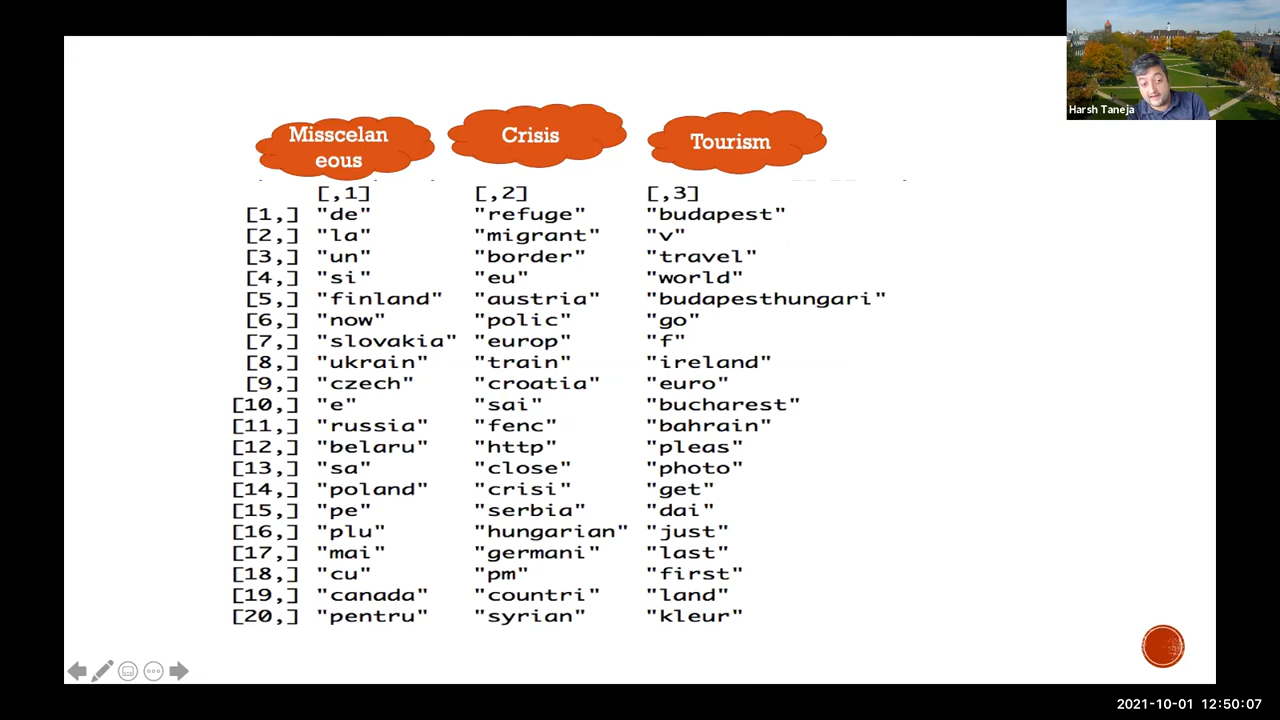 Harsh Taneja
Misscelan
eous
Crisis
Tourism
[,1] [,2] [,3]
[1,] "de" "refuge" "budapest"
[2,] "la" "migrant" "v"
[3,] "un" "border" "travel"
[4,] "si" "eu" "world"
[5,] "finland" "austria" "budapesthungari"
[6,] "now" "polic" "go"
[7,] "slovakia" "europ" "f"
[8,] "ukrain" "train" "ireland"
[9,] "czech" "croatia" "euro"
[10,] "e" "sai" "bucharest"
[11,] "russia" "fenc" "bahrain"
[12,] "belaru" "http" "pleas"
[13,] "sa" "close" "photo"
[14,] "poland" "crisi" "get"
[15,] "pe" "serbia" "dai"
[16,] "plu" "hungarian" "just"
[17,] "mai" "germani" "last"
[18,] "cu" "pm" "first"
[19,] "canada" "countri" "land"
[20,] "pentru" "syrian" "kleur"
2021-10-01 12:50:07